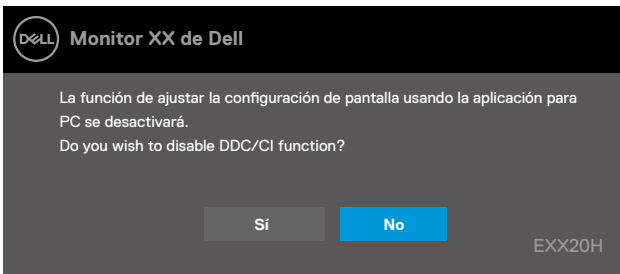 DELL Monitor XX de Dell
La función de ajustar la configuración de pantalla usando la aplicación para
PC se desactivará.
Do you wish to disable DDC/CI function?
Sí No
EXX20H